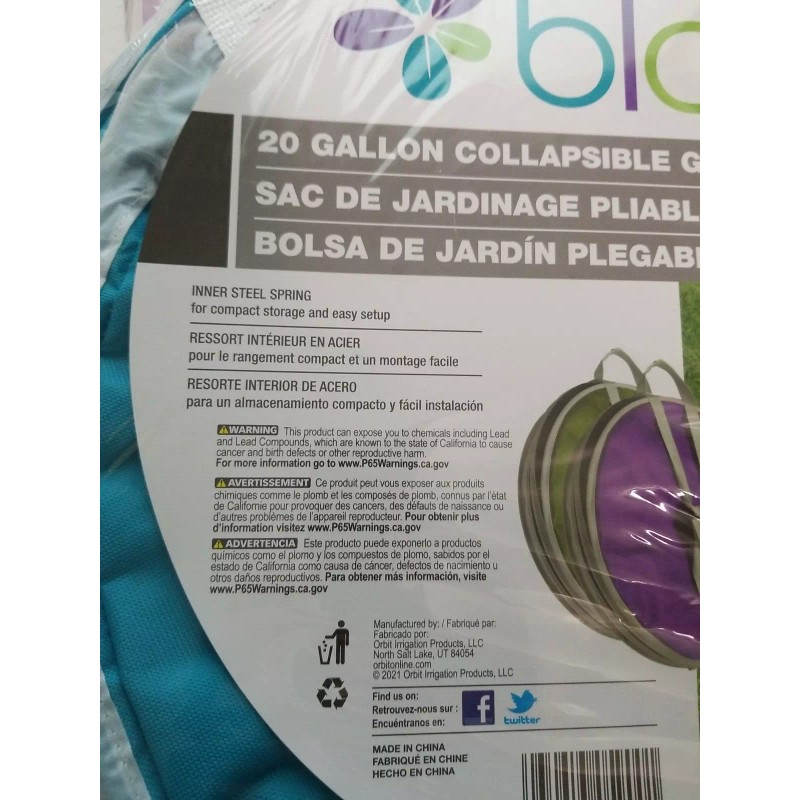 20 GALLON COLLAPSIBLE
SAC DE JARDINAGE
BOLSA DE JARDÍN
INNER STEEL SPRING
for compact storage and easy setup
RESSORT INTÉRIEUR EN ACIER
pour le rangement compact et un montage facile
RESORTE INTERIOR DE ACERO
para un almacenamiento compacto y fácil instalación
WARNING This product can expose you to chemicals including Lead
and Lead Compounds, which are known to the state of California to cause
cancer and birth defects or other reproductive harm.
For more information go to www.P65Warnings.ca.gov
AVERTISSEMENT Ce produit peut vous exposer aux produits
chimiques comme le plomb et les composés de plomb, connus par l'état
de Californie pour provoquer des cancers, des défauts de naissance ou
d'autres problèmes de l'appareil reproducteur. Pour obtenir plus
d'information visitez www.P65Warnings.ca.gov
ADVERTENCIA Este producto puede exponerlo a productos
químicos como el plomo y los compuestos de plomo, sabidos por el
estado de California como causa de cáncer, defectos de nacimiento u
otros daños reproductivos. Para obtener más información, visite
www.P65Warnings.ca.gov
Manufactured by: / Fabriqué par:
Fabricado por:
Orbit Irrigation Products, LLC
North Salt Lake, UT 84054
orbitonline.com
© 2021 Orbit Irrigation Products, LLC
Find us on:
Retrouvez-nous sur :
Encuéntranos en:
f
twitter
MADE IN CHINA
FABRIQUÉ EN CHINE
HECHO EN CHINA